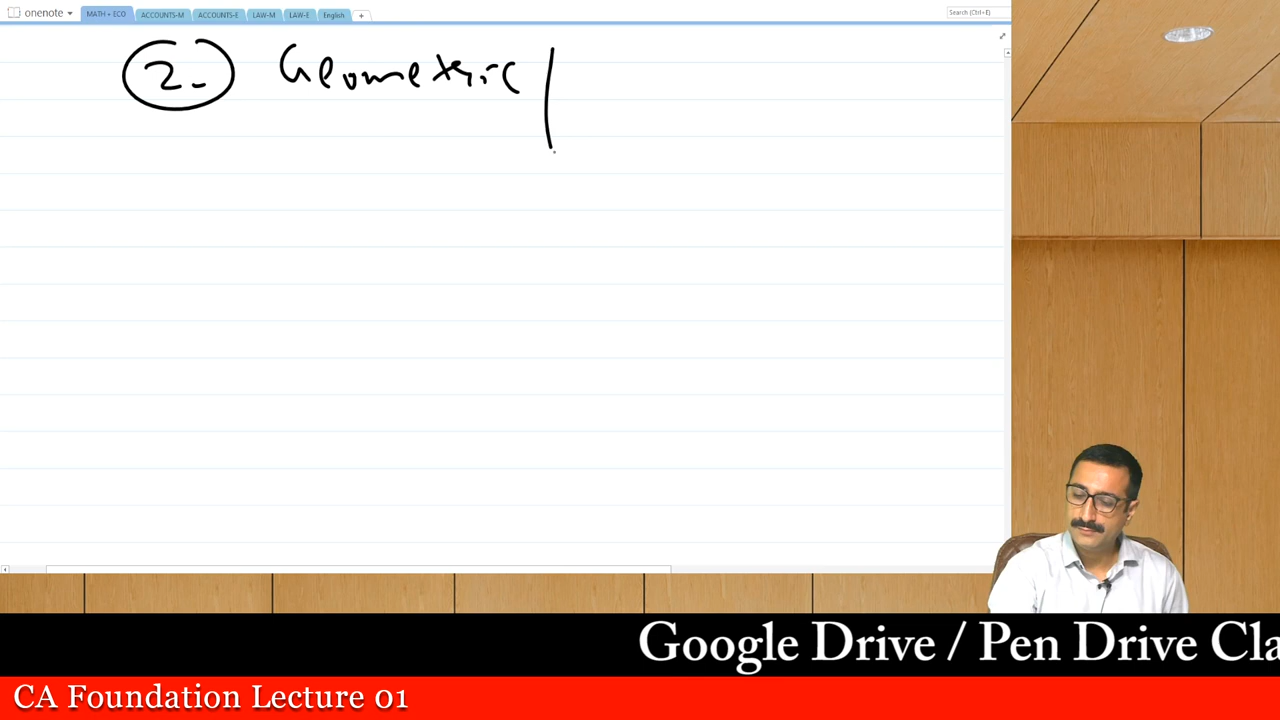 onenote MATH + ECO ACCOUNTS-M ACCOUNTS-E LAW-M LAW-E English + Search (Ctrl+E)
2. Geometric
Google Drive / Pen Drive Cla
CA Foundation Lecture 01